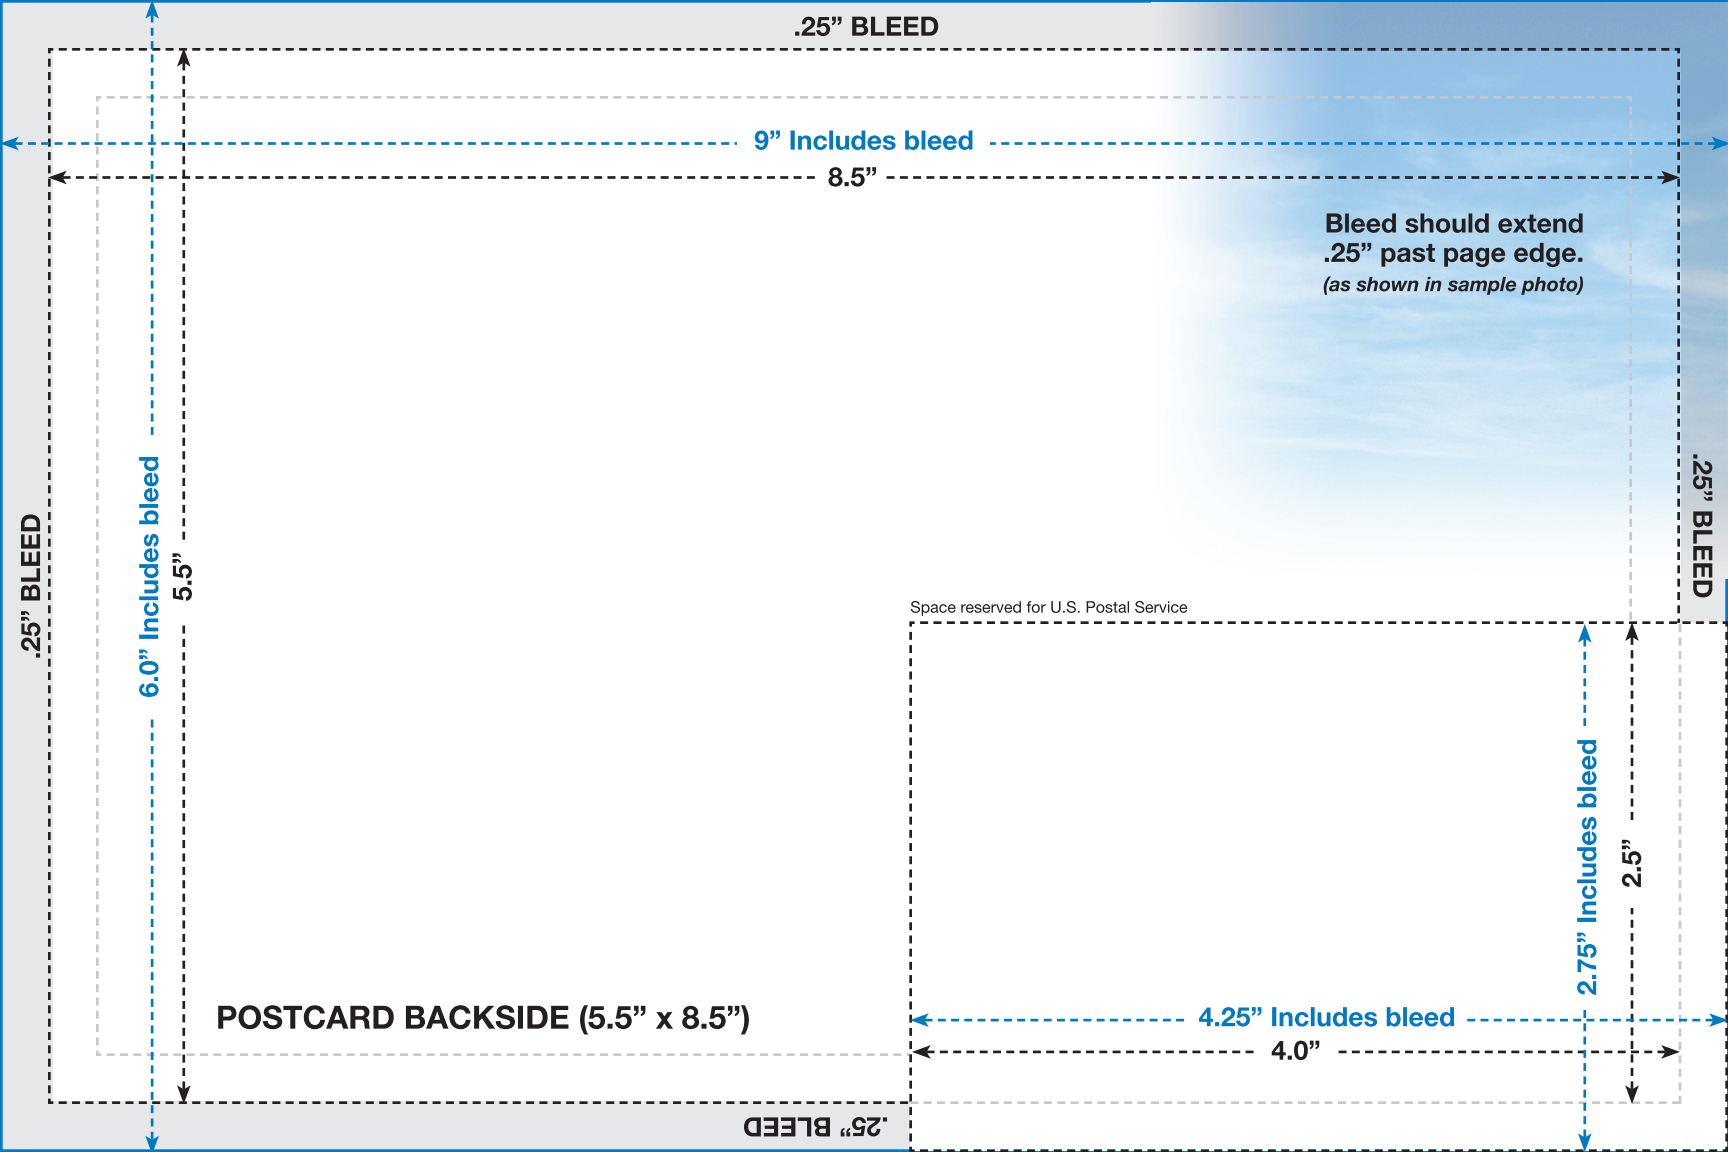 .25” BLEED
9” Includes bleed
8.5”
Bleed should extend
.25” past page edge.
(as shown in sample photo)
.25” BLEED
6.0” Includes bleed
5.5”
.25” BLEED
Space reserved for U.S. Postal Service
2.75” Includes bleed
2.5”
POSTCARD BACKSIDE (5.5” x 8.5”)
4.25” Includes bleed
4.0”
.25” BLEED